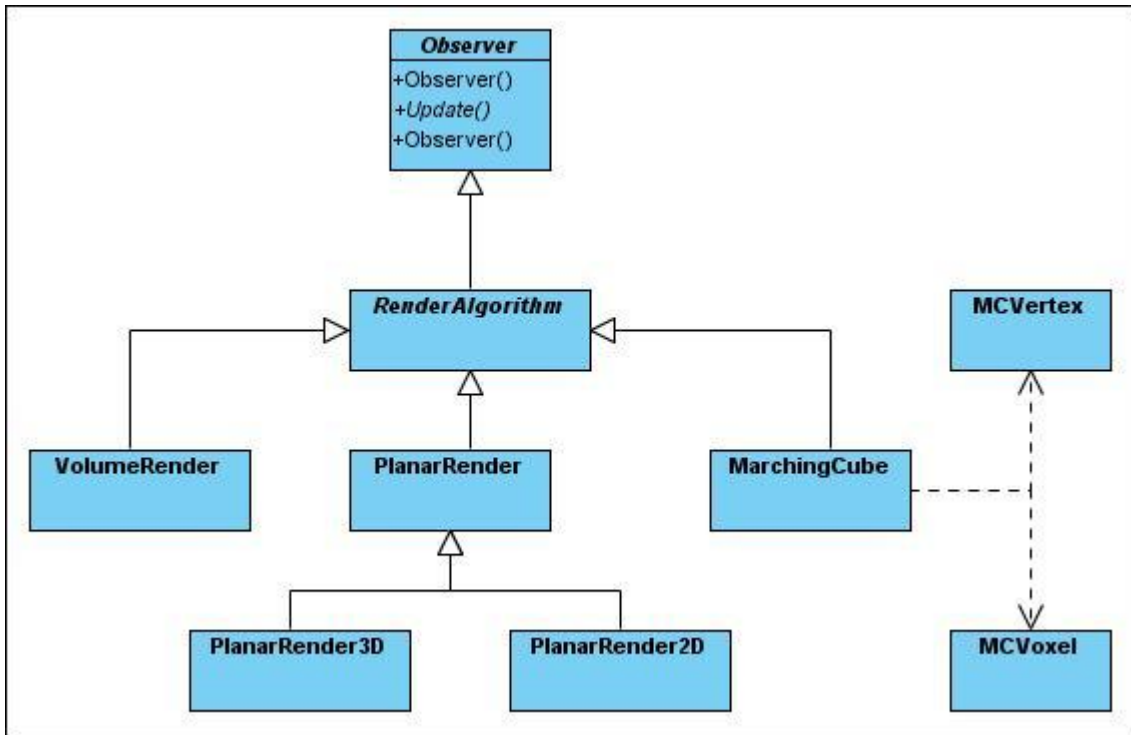 Observer
+Observer()
+Update()
+Observer()
RenderAlgorithm
MCVertex
VolumeRender
PlanarRender
MarchingCube
PlanarRender3D
PlanarRender2D
MCVoxel